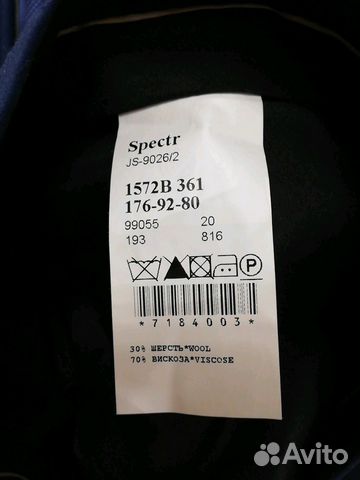 Spectr
JS-9026/2
1572В 361
176-92-80
99055 20
193 816
P
*7184003*
30% ШЕРСТЬ*WOOL
70% ВИСКОЗА*VISCOSE
Avito